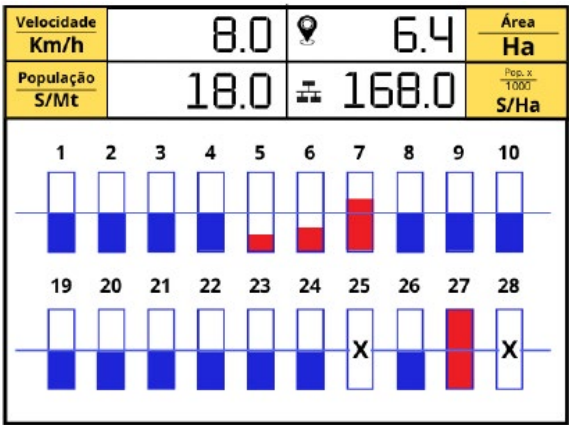 Velocidade
Km/h
8.0
6.4
Área
Ha
População
S/Mt
18.0
168.0
Pop. x
1000
S/Ha
1 2 3 4 5 6 7 8 9 10
19 20 21 22 23 24 25 26 27 28
X X